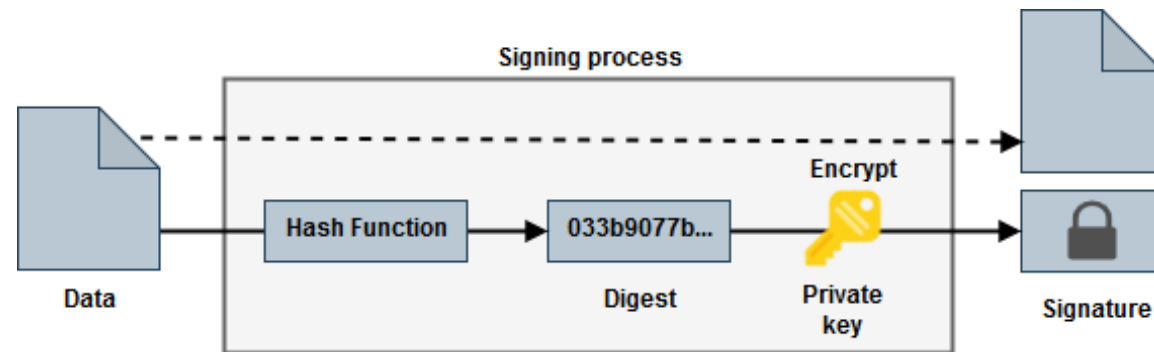 Signing process
Encrypt
Hash Function
033b9077b...
Data
Digest
Private
key
Signature